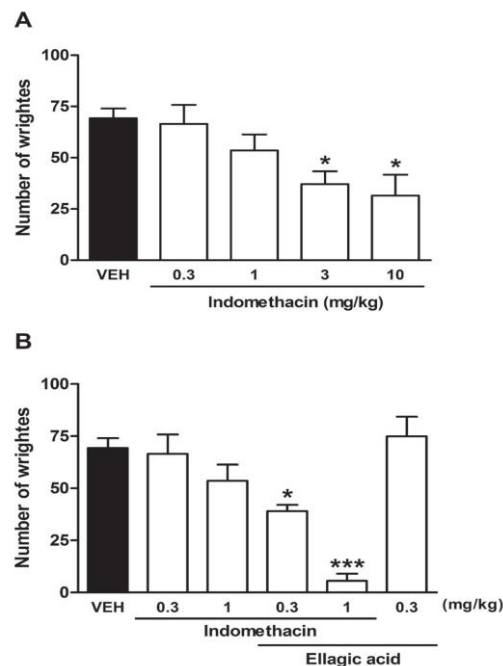 A
Number of wrightes
100
75
50
25
0
* *
VEH 0.3 1 3 10
Indomethacin (mg/kg)
B
Number of wrightes
100
75
50
25
0
* ***
VEH 0.3 1 0.3 1 0.3 (mg/kg)
Indomethacin
Ellagic acid